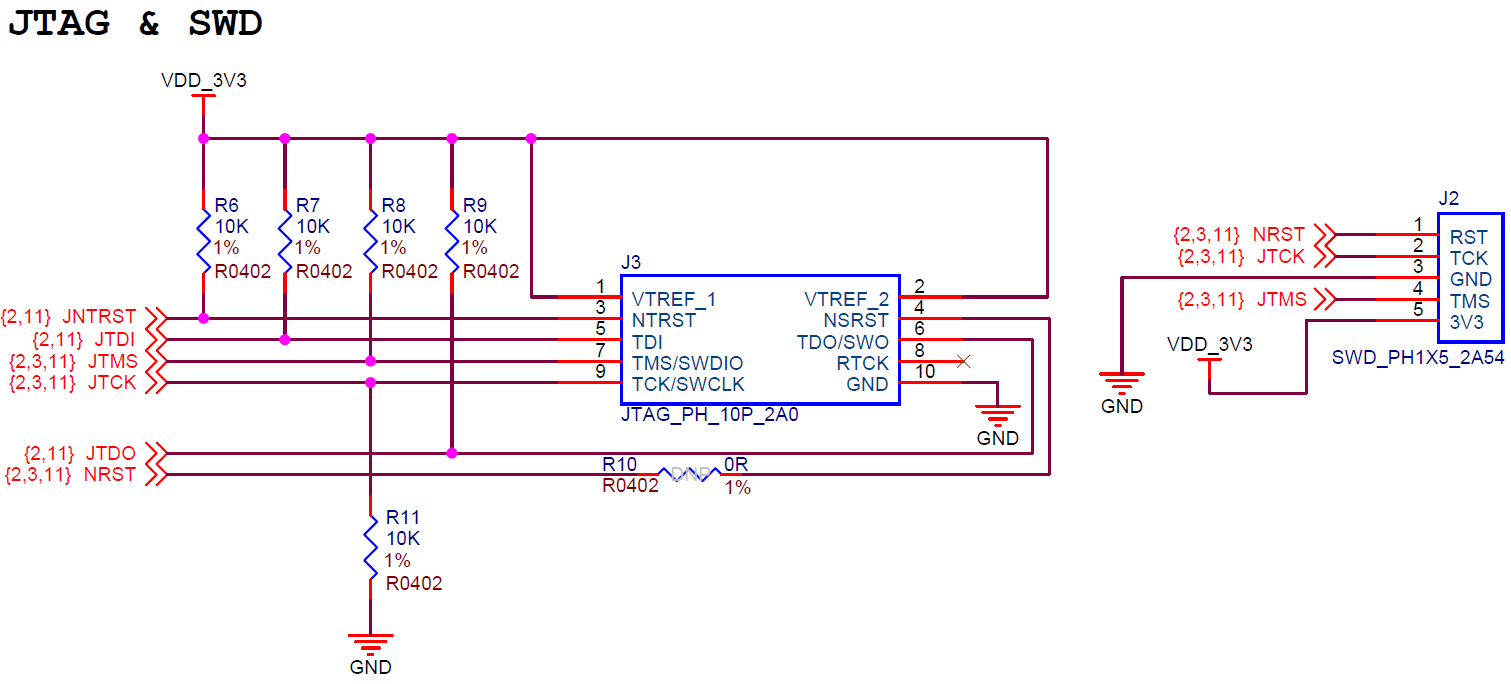 JTAG & SWD
VDD_3V3
R6
10K
1%
R0402
R7
10K
1%
R0402
R8
10K
1%
R0402
R9
10K
1%
R0402
J3
1 VTREF_1
3 NTRST
5 TDI
7 TMS/SWDIO
9 TCK/SWCLK
VTREF_2 2
NSRST 4
TDO/SWO 6
RTCK 8
GND 10
JTAG_PH_10P_2A0
GND
{2,11} JNTRST
{2,11} JTDI
{2,3,11} JTMS
{2,3,11} JTCK
{2,11} JTDO
{2,3,11} NRST
R10
R0402
DNP
0R
1%
R11
10K
1%
R0402
GND
J2
{2,3,11} NRST 1 RST
{2,3,11} JTCK 2 TCK
3 GND
{2,3,11} JTMS 4 TMS
5 3V3
VDD_3V3
SWD_PH1X5_2A54
GND